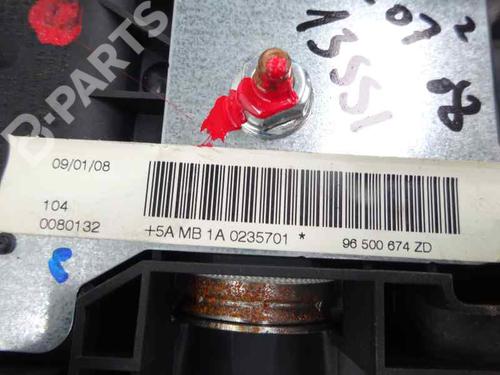 B-PARTS
09/01/08
104
0080132
+5A MB 1A 0235701 *
96 500 674 ZD